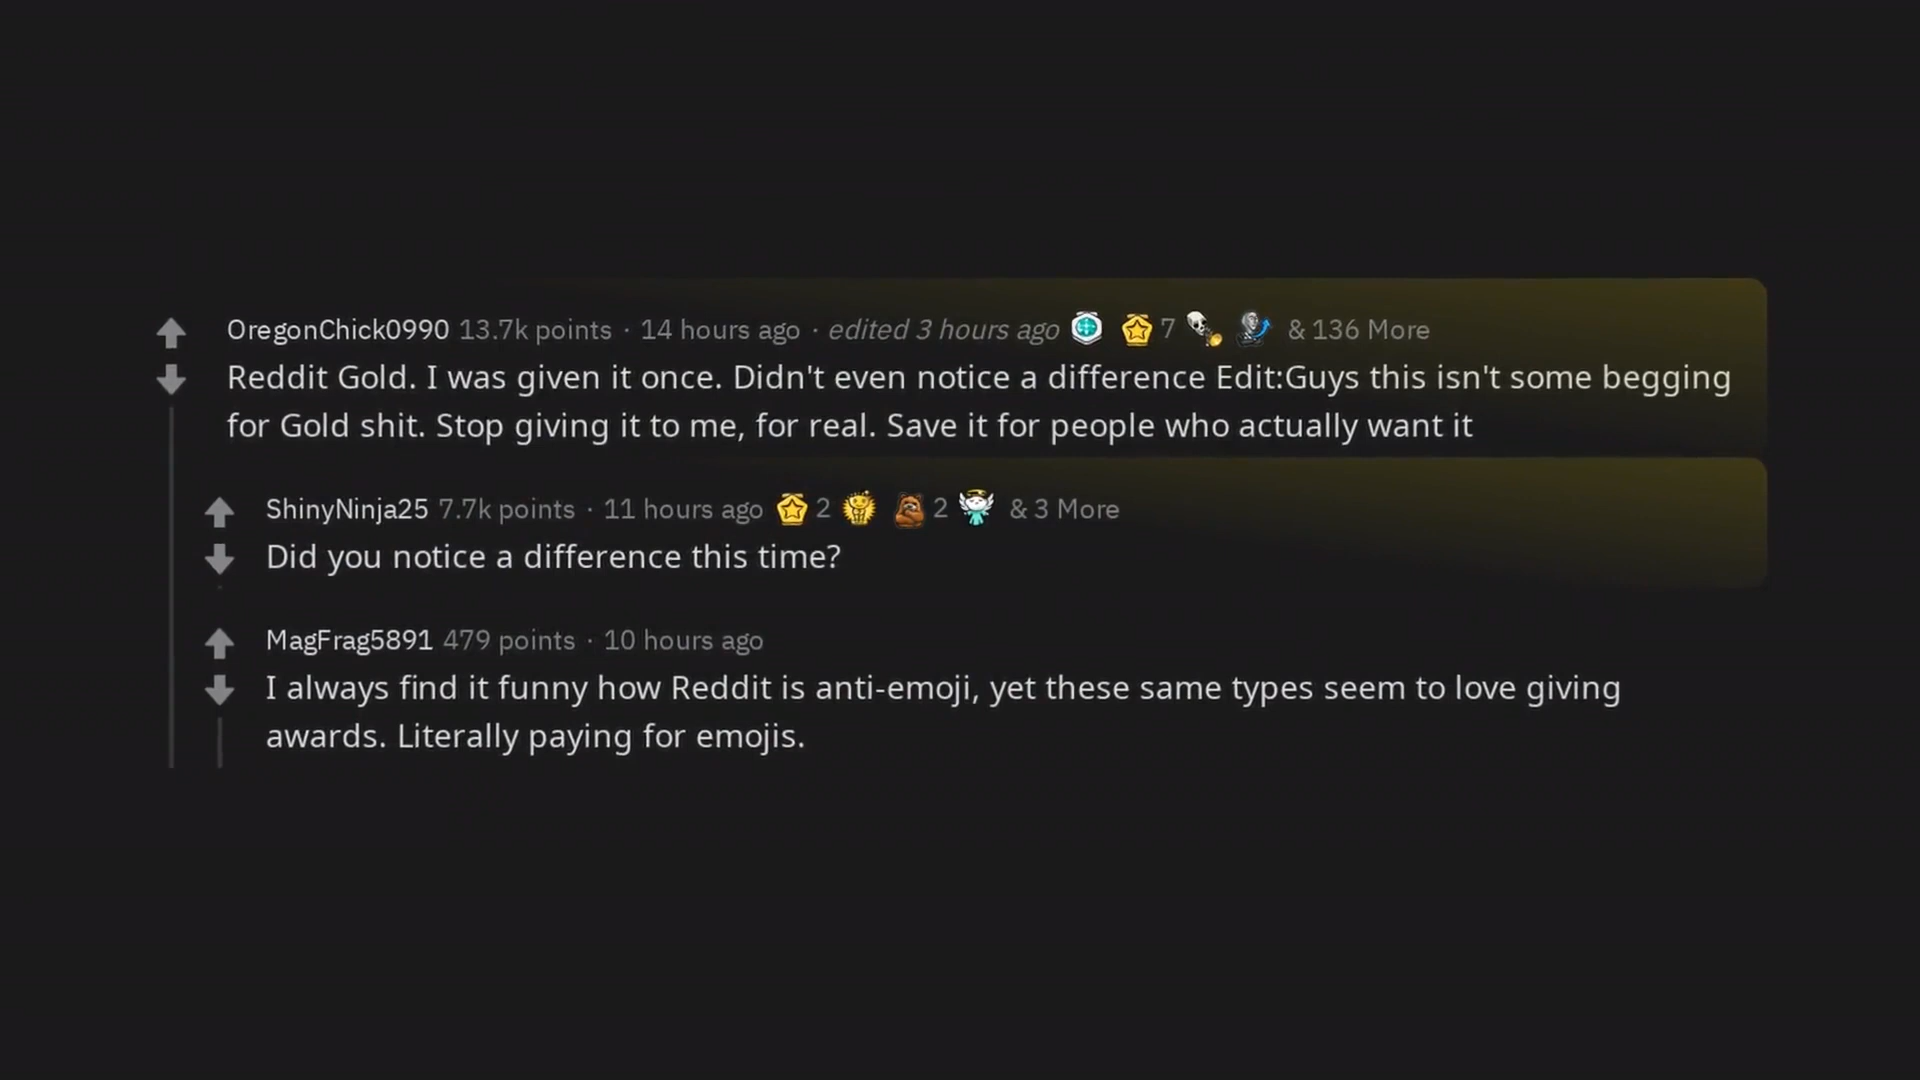 OregonChick0990 13.7k points · 14 hours ago · edited 3 hours ago 7 & 136 More
Reddit Gold. I was given it once. Didn't even notice a difference Edit:Guys this isn't some begging
for Gold shit. Stop giving it to me, for real. Save it for people who actually want it
ShinyNinja25 7.7k points · 11 hours ago 2 2 & 3 More
Did you notice a difference this time?
MagFrag5891 479 points · 10 hours ago
I always find it funny how Reddit is anti-emoji, yet these same types seem to love giving
awards. Literally paying for emojis.